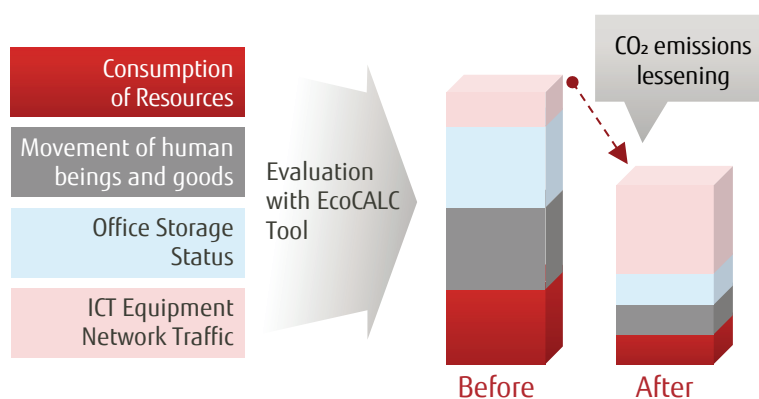 Consumption
of Resources
Movement of human
beings and goods
Office Storage
Status
ICT Equipment
Network Traffic
Evaluation
with EcoCALC
Tool
CO₂ emissions
lessening
Before
After